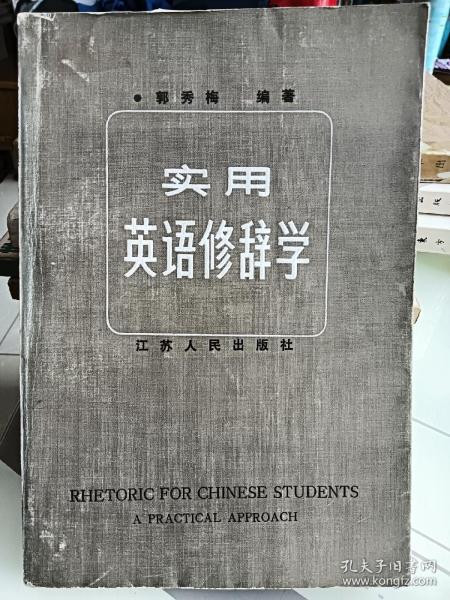 •郭秀梅 编著
实用
英语修辞学
江苏人民出版社
RHETORIC FOR CHINESE STUDENTS
A PRACTICAL APPROACH
孔夫子旧书网
www.kongfz.com